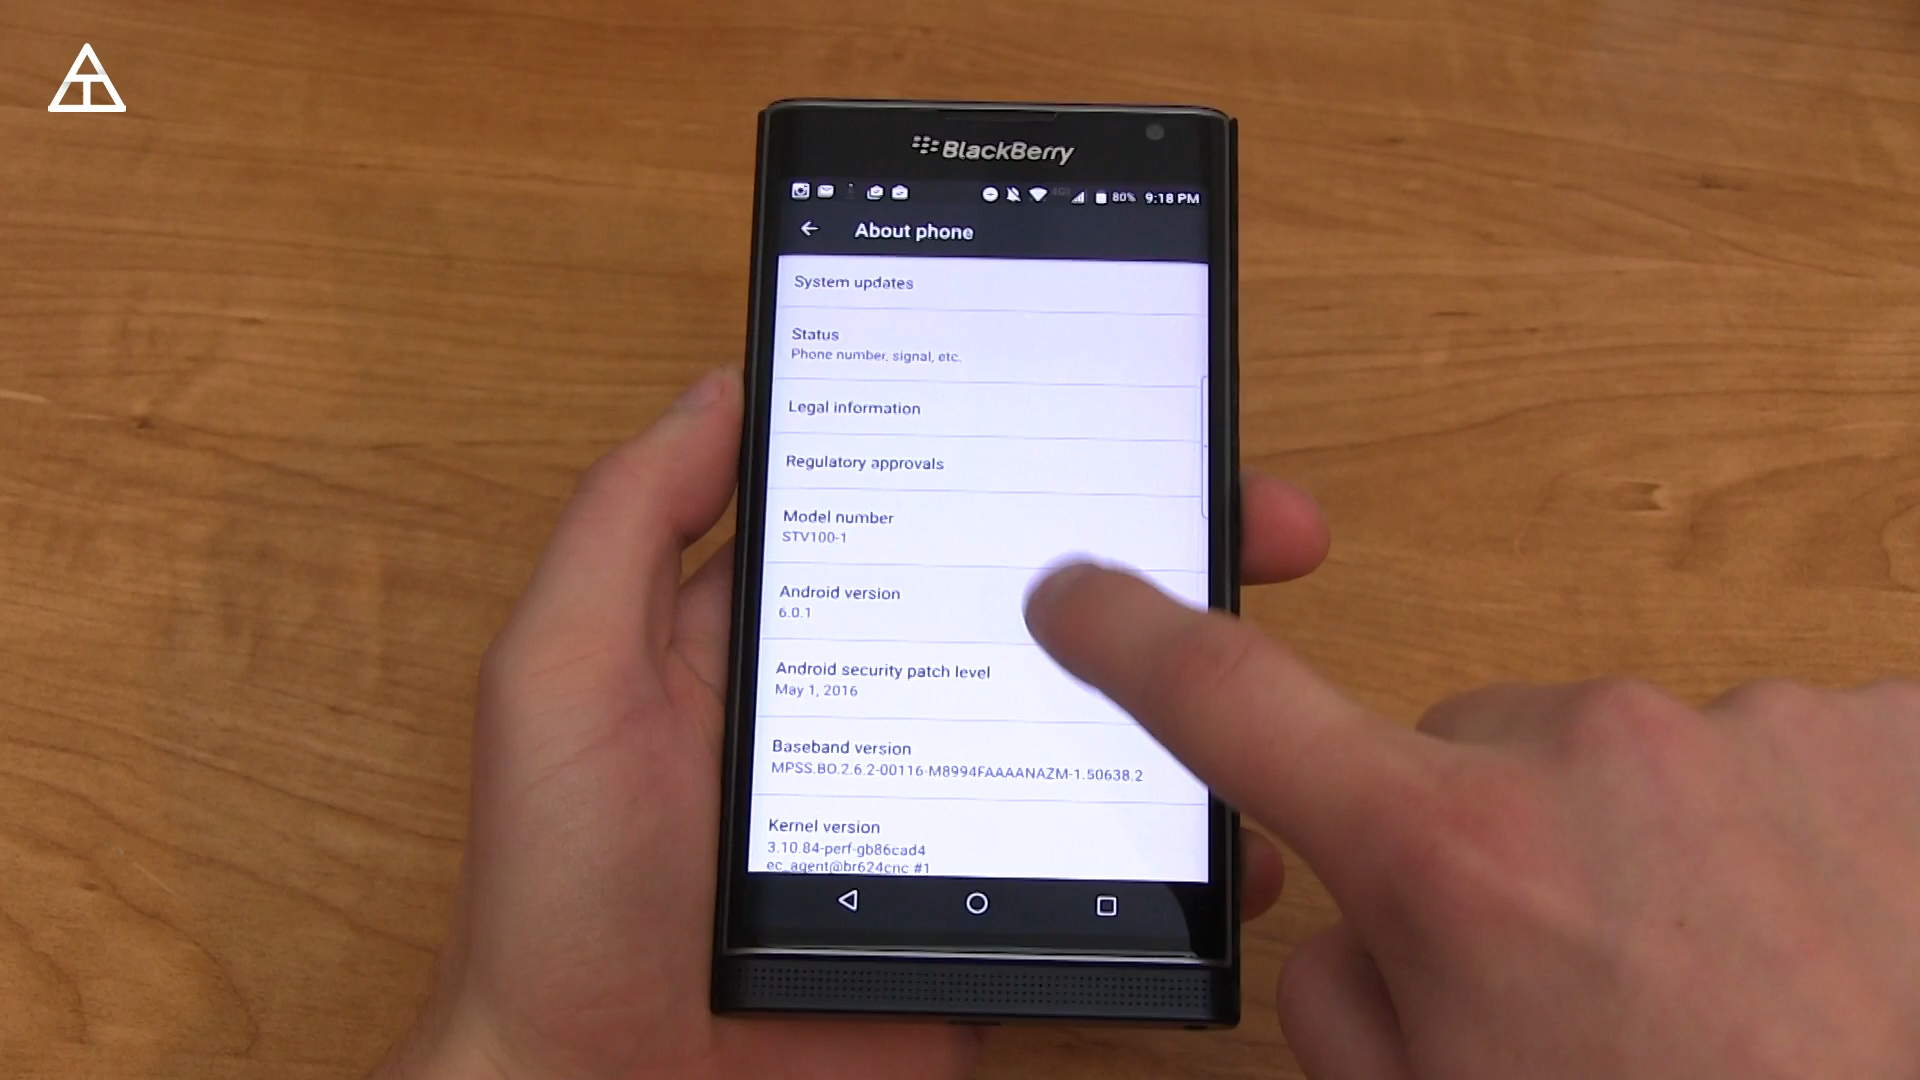 BlackBerry
80% 9:18 PM
About phone
System updates
Status
Phone number, signal, etc.
Legal information
Regulatory approvals
Model number
STV100-1
Android version
6.0.1
Android security patch level
May 1, 2016
Baseband version
MPSS.BO.2.6.2-00116-M8994FAAAANAZM-1.50638.2
Kernel version
3.10.84-perf-gb86cad4
ec_agent@br624cnc #1